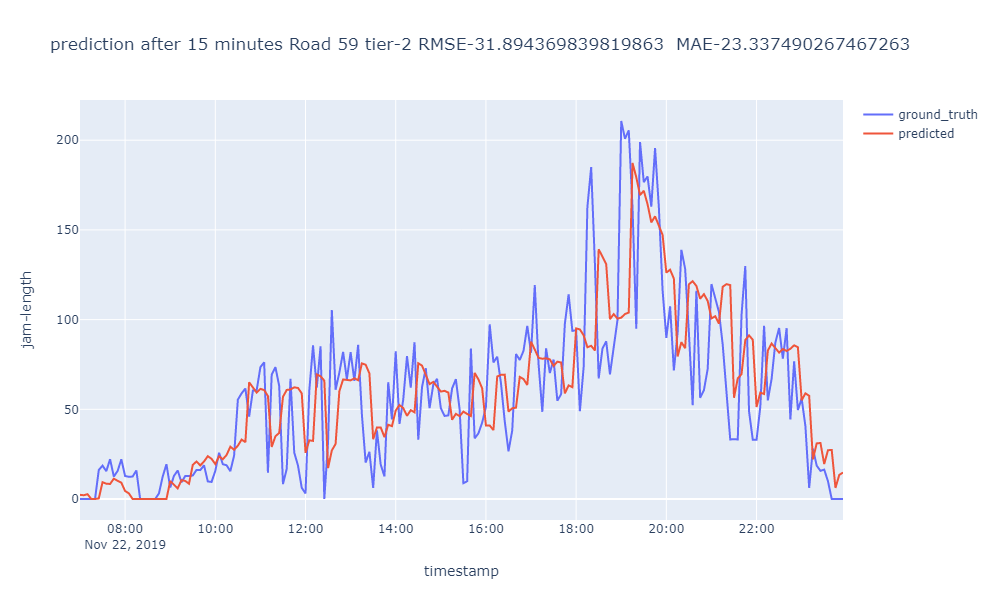 prediction after 15 minutes Road 59 tier-2 RMSE-31.894369839819863  MAE-23.337490267467263
ground_truth
predicted
200
150
100
50
0
jam-length
08:00 10:00 12:00 14:00 16:00 18:00 20:00 22:00
Nov 22, 2019
timestamp